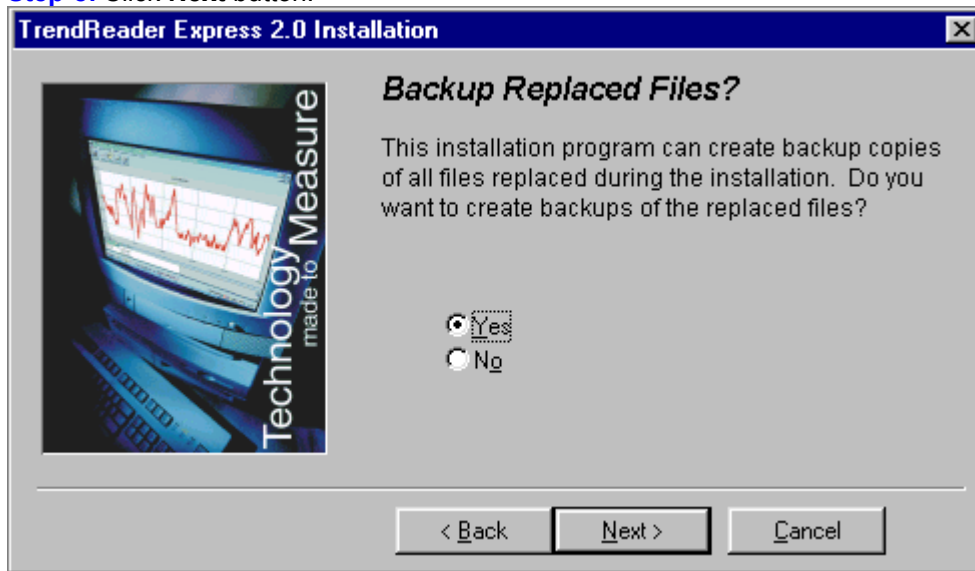 TrendReader Express 2.0 Installation
Backup Replaced Files?
This installation program can create backup copies
of all files replaced during the installation. Do you
want to create backups of the replaced files?
Technology
made to Measure
Yes
No
< Back
Next >
Cancel